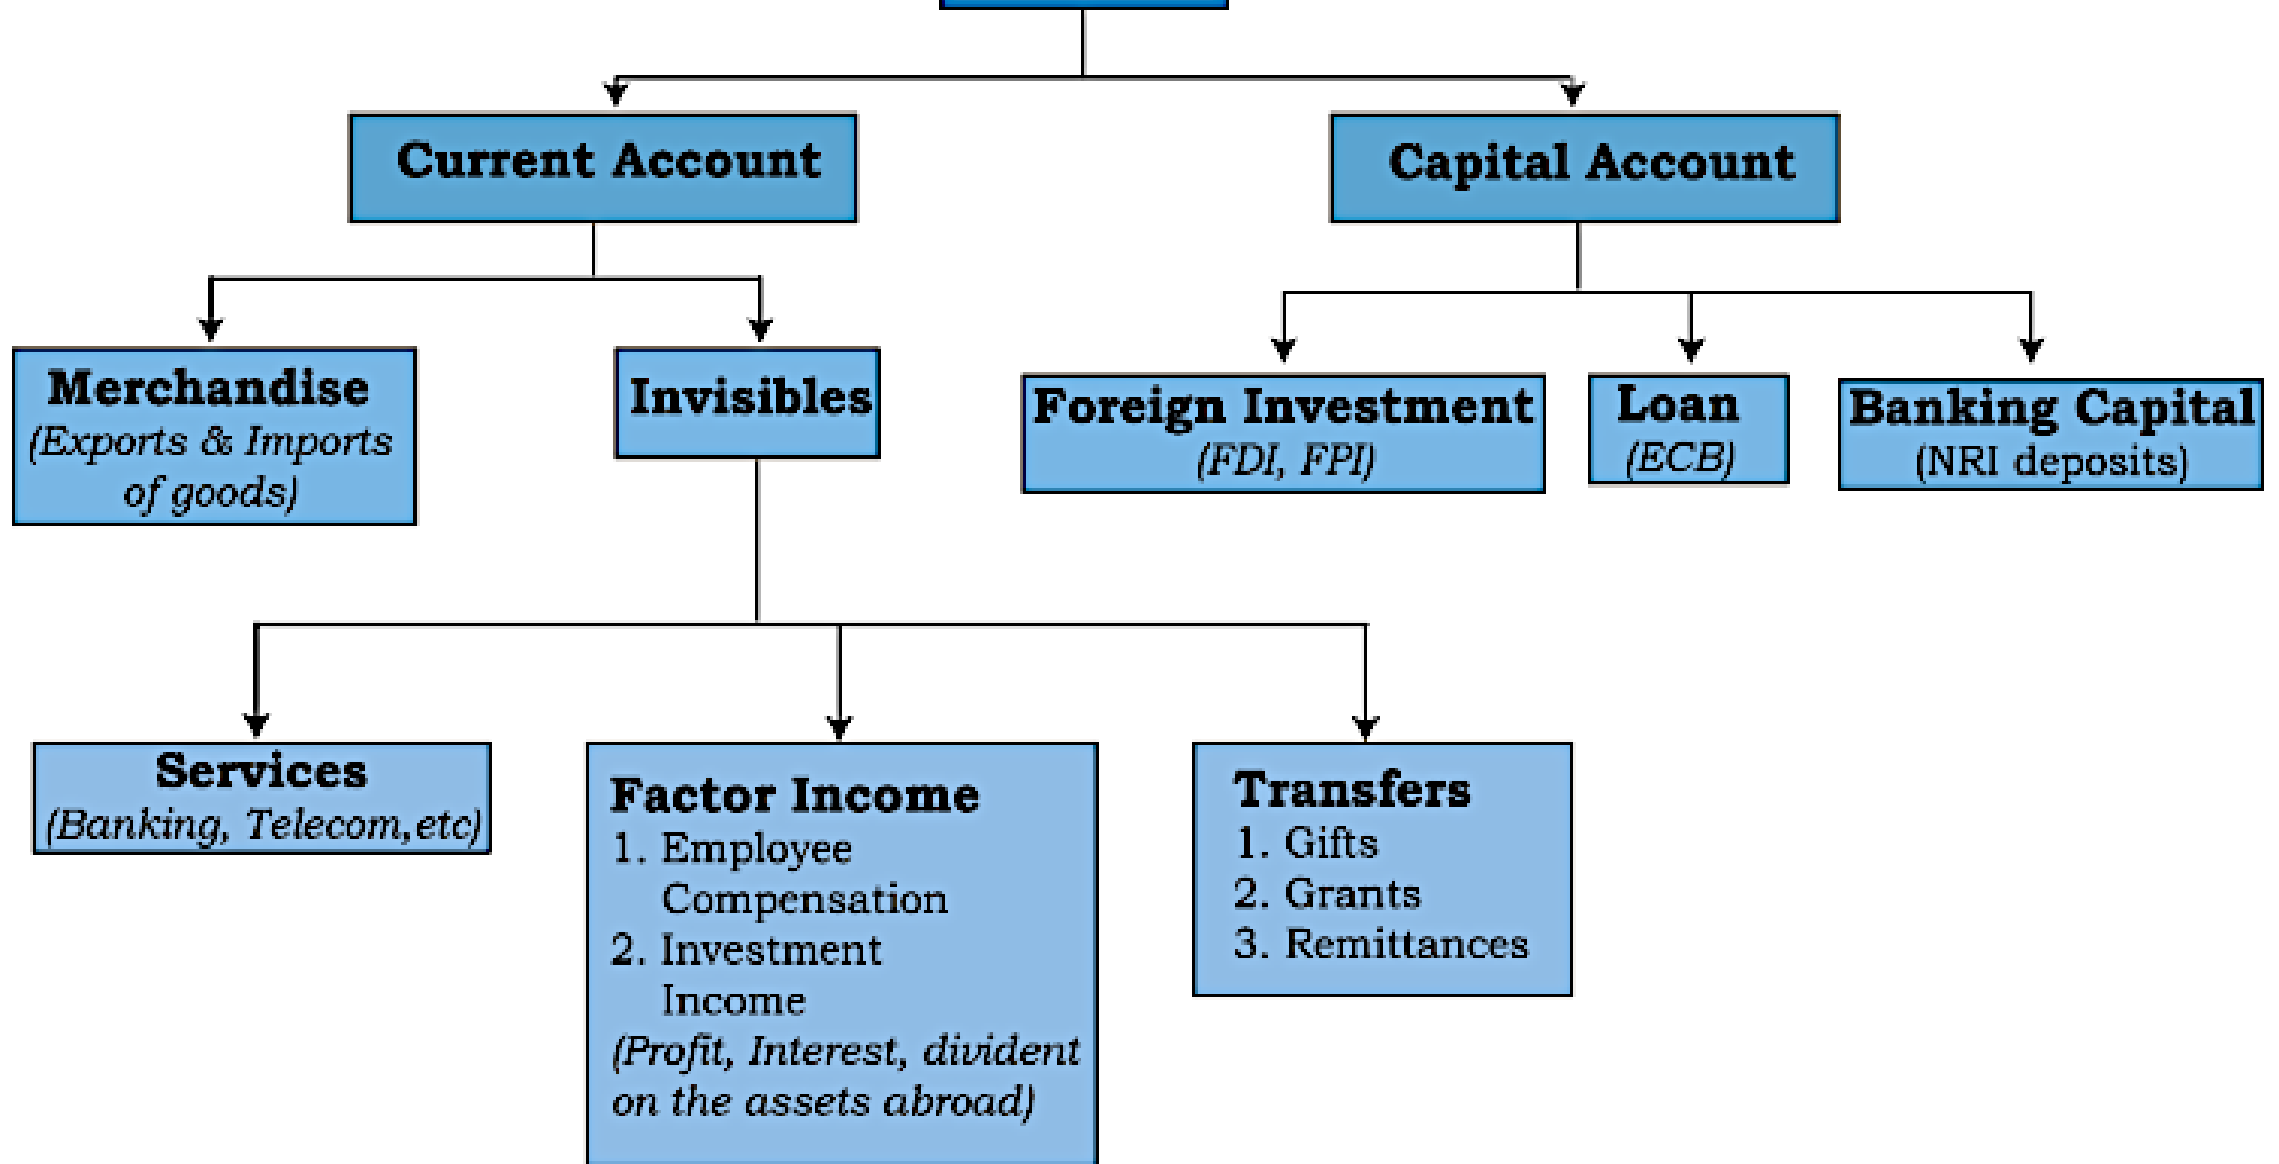 Current Account
Capital Account
Merchandise
(Exports & Imports
of goods)
Invisibles
Foreign Investment
(FDI, FPI)
Loan
(ECB)
Banking Capital
(NRI deposits)
Services
(Banking, Telecom,etc)
Factor Income
1. Employee
Compensation
2. Investment
Income
(Profit, Interest, divident
on the assets abroad)
Transfers
1. Gifts
2. Grants
3. Remittances